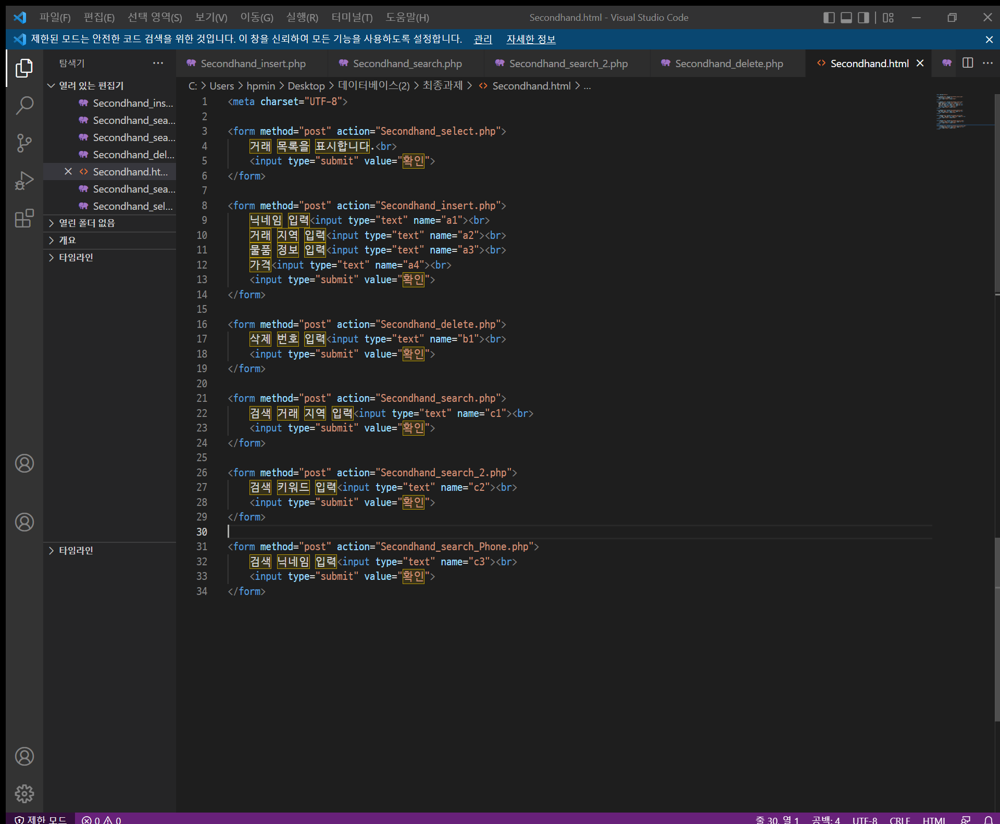 파일(F) 편집(E) 선택 영역(S) 보기(V) 이동(G) 실행(R) 터미널(T) 도움말(H) Secondhand.html - Visual Studio Code
제한된 모드는 안전한 코드 검색을 위한 것입니다. 이 창을 신뢰하여 모든 기능을 사용하도록 설정합니다. 관리 자세한 정보
탐색기 ···
Secondhand_insert.php Secondhand_search.php Secondhand_search_2.php Secondhand_delete.php Secondhand.html
열려 있는 편집기
Secondhand_ins...
Secondhand_sea...
Secondhand_sea...
Secondhand_del...
Secondhand.ht...
Secondhand_sea...
Secondhand_sel...
열린 폴더 없음
개요
타임라인
타임라인
C: > Users > hpmin > Desktop > 데이터베이스(2) > 최종과제 > Secondhand.html > ...
1 <meta charset="UTF-8">
2
3 <form method="post" action="Secondhand_select.php">
4 거래 목록을 표시합니다.<br>
5 <input type="submit" value="확인">
6 </form>
7
8 <form method="post" action="Secondhand_insert.php">
9 닉네임 입력<input type="text" name="a1"><br>
10 거래 지역 입력<input type="text" name="a2"><br>
11 물품 정보 입력<input type="text" name="a3"><br>
12 가격<input type="text" name="a4"><br>
13 <input type="submit" value="확인">
14 </form>
15
16 <form method="post" action="Secondhand_delete.php">
17 삭제 번호 입력<input type="text" name="b1"><br>
18 <input type="submit" value="확인">
19 </form>
20
21 <form method="post" action="Secondhand_search.php">
22 검색 거래 지역 입력<input type="text" name="c1"><br>
23 <input type="submit" value="확인">
24 </form>
25
26 <form method="post" action="Secondhand_search_2.php">
27 검색 키워드 입력<input type="text" name="c2"><br>
28 <input type="submit" value="확인">
29 </form>
30
31 <form method="post" action="Secondhand_search_Phone.php">
32 검색 닉네임 입력<input type="text" name="c3"><br>
33 <input type="submit" value="확인">
34 </form>
제한 모드 0 0 줄 30, 열 1 공백: 4 UTF-8 CRLF HTML